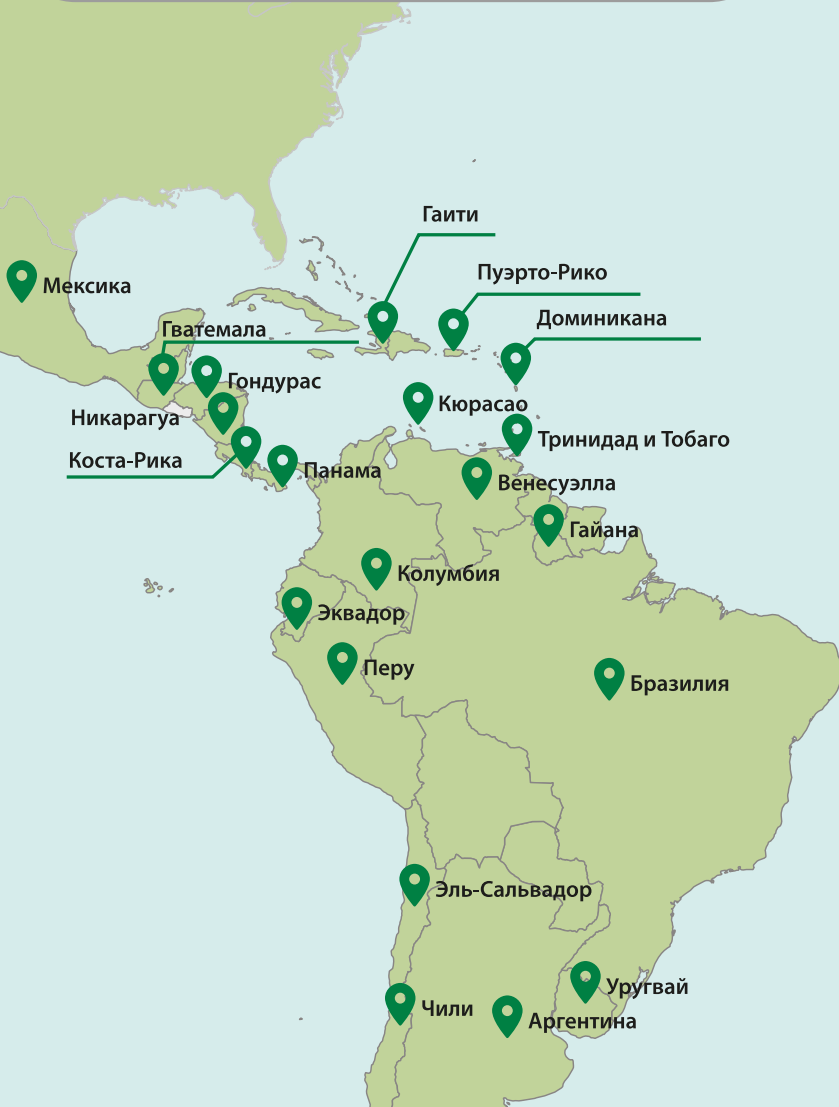 Гаити
Пуэрто-Рико
Мексика
Доминикана
Гватемала
Гондурас
Кюрасао
Никарагуа
Тринидад и Тобаго
Коста-Рика
Панама
Венесуэлла
Гайана
Колумбия
Эквадор
Перу
Бразилия
Эль-Сальвадор
Уругвай
Чили
Аргентина